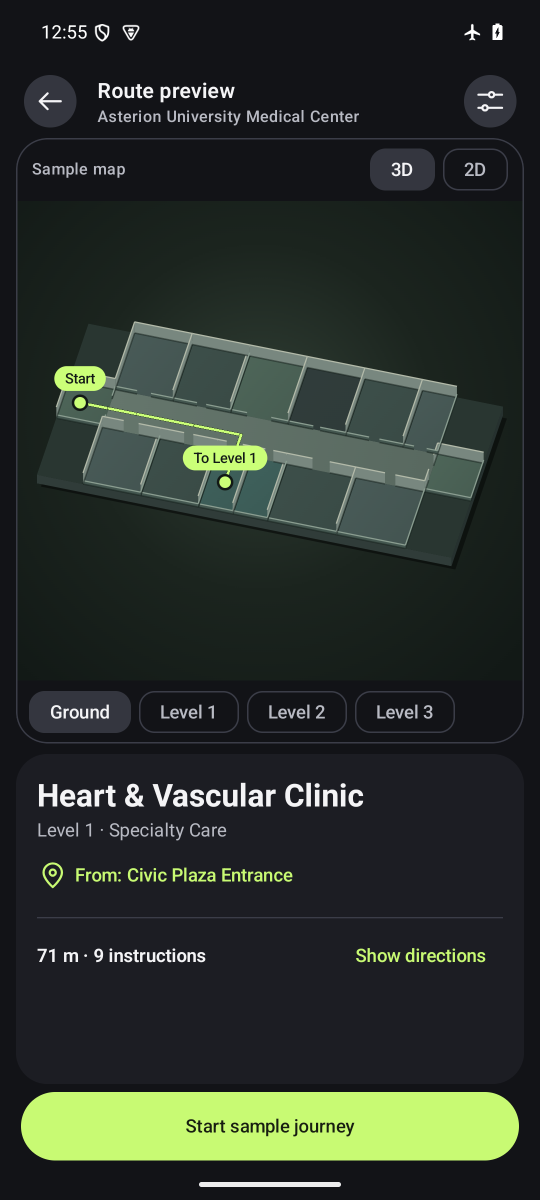 12:55
Route preview
Asterion University Medical Center
Sample map
3D
2D
Start
To Level 1
Ground
Level 1
Level 2
Level 3
Heart & Vascular Clinic
Level 1 · Specialty Care
From: Civic Plaza Entrance
71 m · 9 instructions
Show directions
Start sample journey